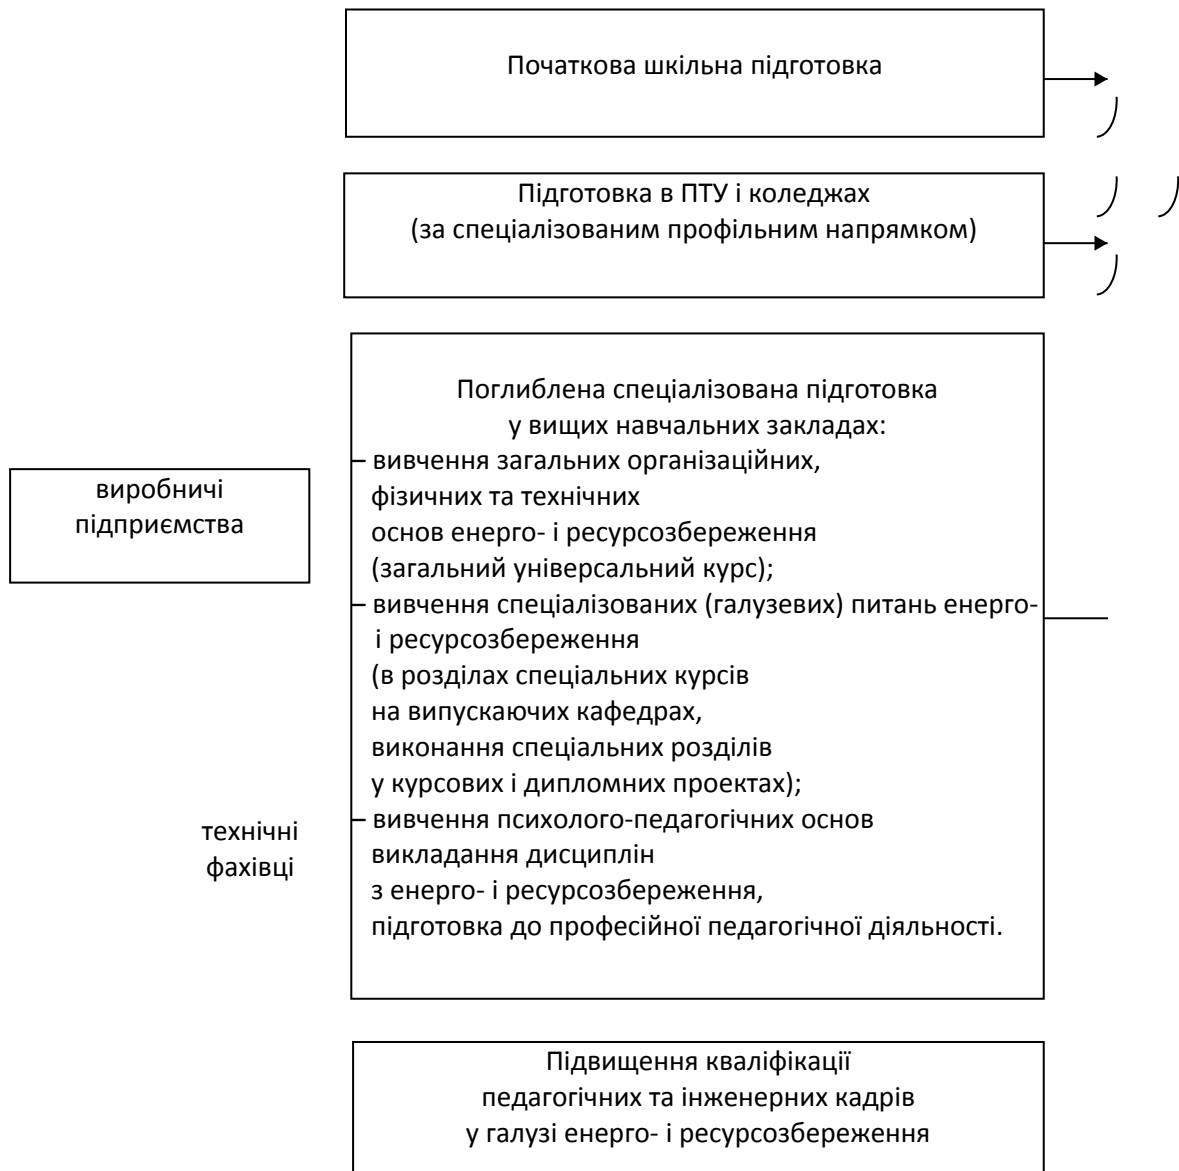 Початкова шкільна підготовка
Підготовка в ПТУ і коледжах
(за спеціалізованим профільним напрямком)
Поглиблена спеціалізована підготовка
у вищих навчальних закладах:
– вивчення загальних організаційних,
фізичних та технічних
основ енерго- і ресурсозбереження
(загальний універсальний курс);
– вивчення спеціалізованих (галузевих) питань енерго-
і ресурсозбереження
(в розділах спеціальних курсів
на випускаючих кафедрах,
виконання спеціальних розділів
у курсових і дипломних проектах);
– вивчення психолого-педагогічних основ
викладання дисциплін
з енерго- і ресурсозбереження,
підготовка до професійної педагогічної діяльності.
виробничі
підприємства
технічні
фахівці
Підвищення кваліфікації
педагогічних та інженерних кадрів
у галузі енерго- і ресурсозбереження